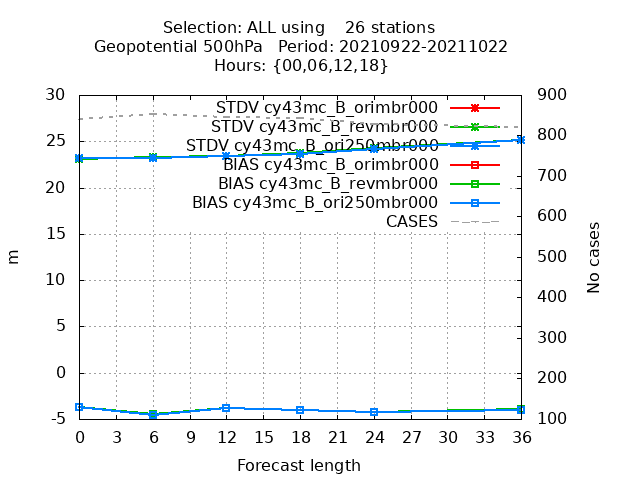 Selection: ALL using    26 stations
Geopotential 500hPa   Period: 20210922-20211022
Hours: {00,06,12,18}
STDV cy43mc_B_orimbr000
STDV cy43mc_B_revmbr000
STDV cy43mc_B_ori250mbr000
BIAS cy43mc_B_orimbr000
BIAS cy43mc_B_revmbr000
BIAS cy43mc_B_ori250mbr000
CASES
30
25
20
15
10
5
0
-5
m
900
800
700
600
500
400
300
200
100
No cases
0 3 6 9 12 15 18 21 24 27 30 33 36
Forecast length